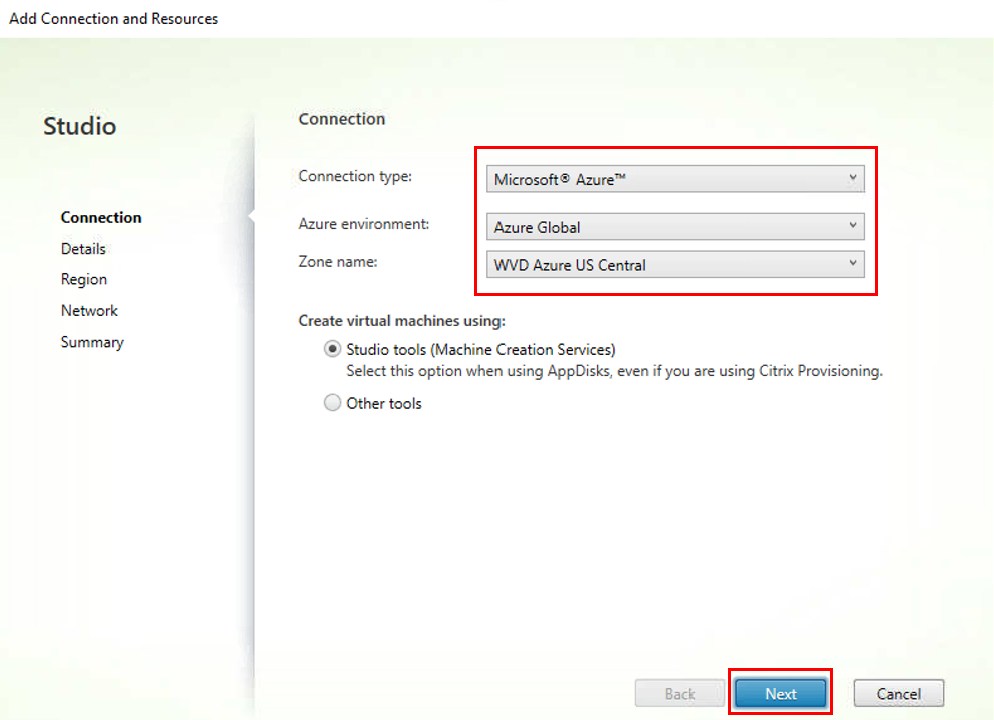 Add Connection and Resources
Studio
Connection
Details
Region
Network
Summary
Connection
Connection type:
Microsoft® Azure™
Azure environment:
Azure Global
Zone name:
WVD Azure US Central
Create virtual machines using:
Studio tools (Machine Creation Services)
Select this option when using AppDisks, even if you are using Citrix Provisioning.
Other tools
Back
Next
Cancel